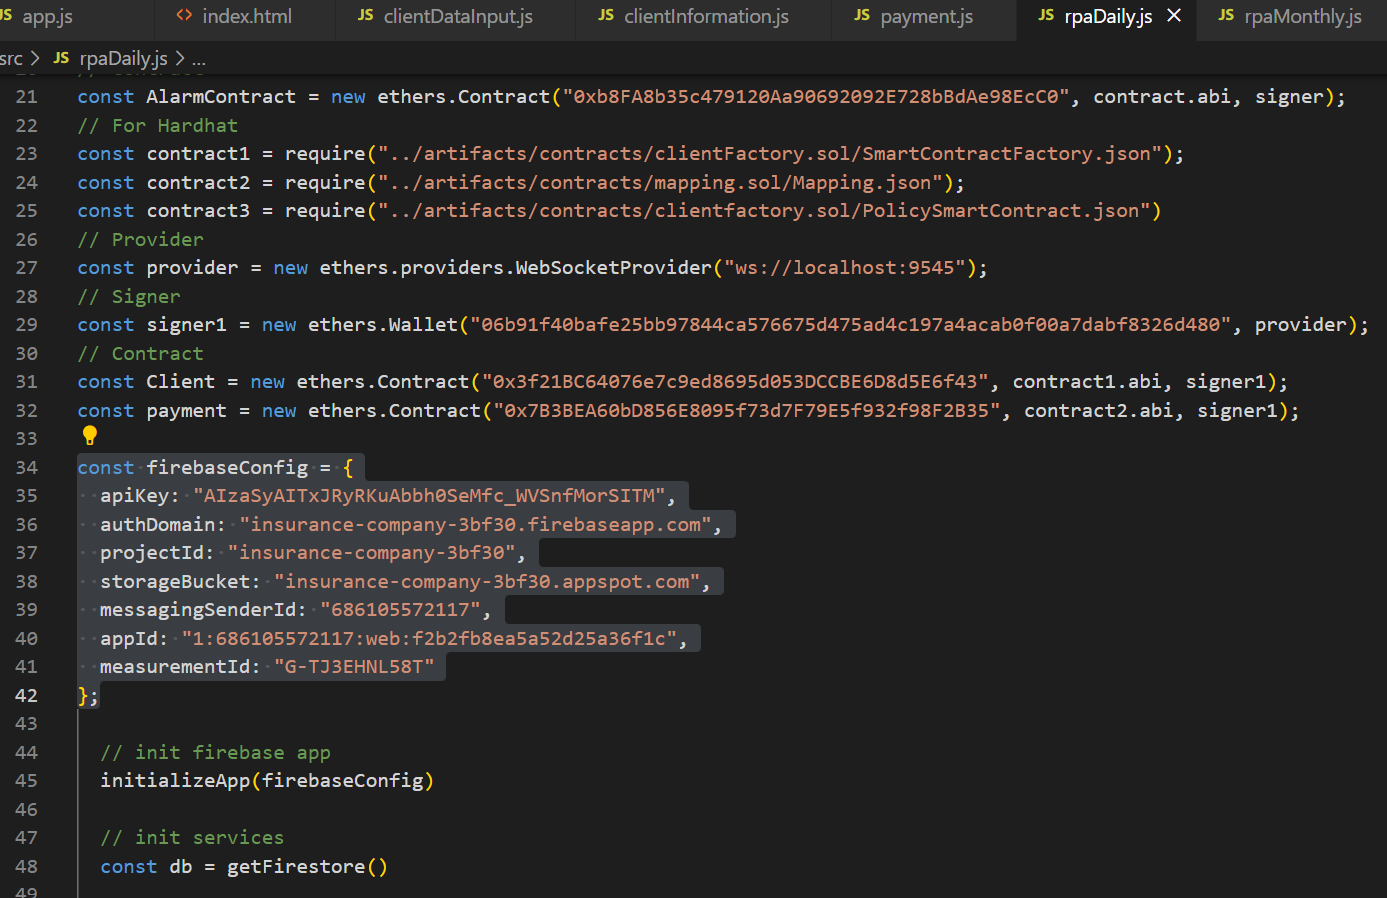 JS app.js <> index.html JS clientDataInput.js JS clientInformation.js JS payment.js JS rpaDaily.js × JS rpaMonthly.js
src > JS rpaDaily.js > ...
21 const AlarmContract = new ethers.Contract("0xb8FA8b35c479120Aa90692092E728bBdAe98EcC0", contract.abi, signer);
22 // For Hardhat
23 const contract1 = require("../artifacts/contracts/clientFactory.sol/SmartContractFactory.json");
24 const contract2 = require("../artifacts/contracts/mapping.sol/Mapping.json");
25 const contract3 = require("../artifacts/contracts/clientfactory.sol/PolicySmartContract.json")
26 // Provider
27 const provider = new ethers.providers.WebSocketProvider("ws://localhost:9545");
28 // Signer
29 const signer1 = new ethers.Wallet("06b91f40bafe25bb97844ca576675d475ad4c197a4acab0f00a7dabf8326d480", provider);
30 // Contract
31 const Client = new ethers.Contract("0x3f21BC64076e7c9ed8695d053DCCBE6D8d5E6f43", contract1.abi, signer1);
32 const payment = new ethers.Contract("0x7B3BEA60bD856E8095f73d7F79E5f932f98F2B35", contract2.abi, signer1);
33
34 const firebaseConfig = {
35 apiKey: "AIzaSyAITxJRyRKuAbbh0SeMfc_WVSnfMorSITM",
36 authDomain: "insurance-company-3bf30.firebaseapp.com",
37 projectId: "insurance-company-3bf30",
38 storageBucket: "insurance-company-3bf30.appspot.com",
39 messagingSenderId: "686105572117",
40 appId: "1:686105572117:web:f2b2fb8ea5a52d25a36f1c",
41 measurementId: "G-TJ3EHNL58T"
42 };
43
44 // init firebase app
45 initializeApp(firebaseConfig)
46
47 // init services
48 const db = getFirestore()
49